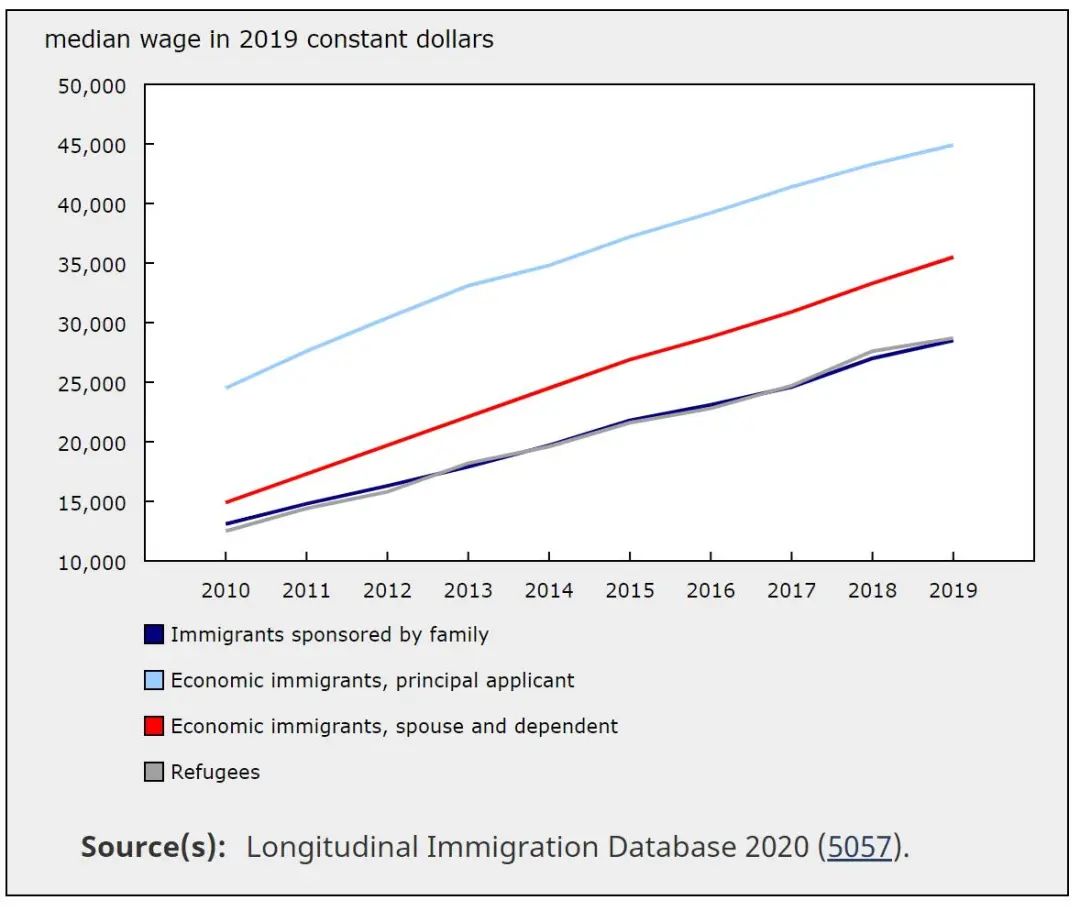 median wage in 2019 constant dollars
50,000
45,000
40,000
35,000
30,000
25,000
20,000
15,000
10,000
2010 2011 2012 2013 2014 2015 2016 2017 2018 2019
Immigrants sponsored by family
Economic immigrants, principal applicant
Economic immigrants, spouse and dependent
Refugees
Source(s): Longitudinal Immigration Database 2020 (5057).